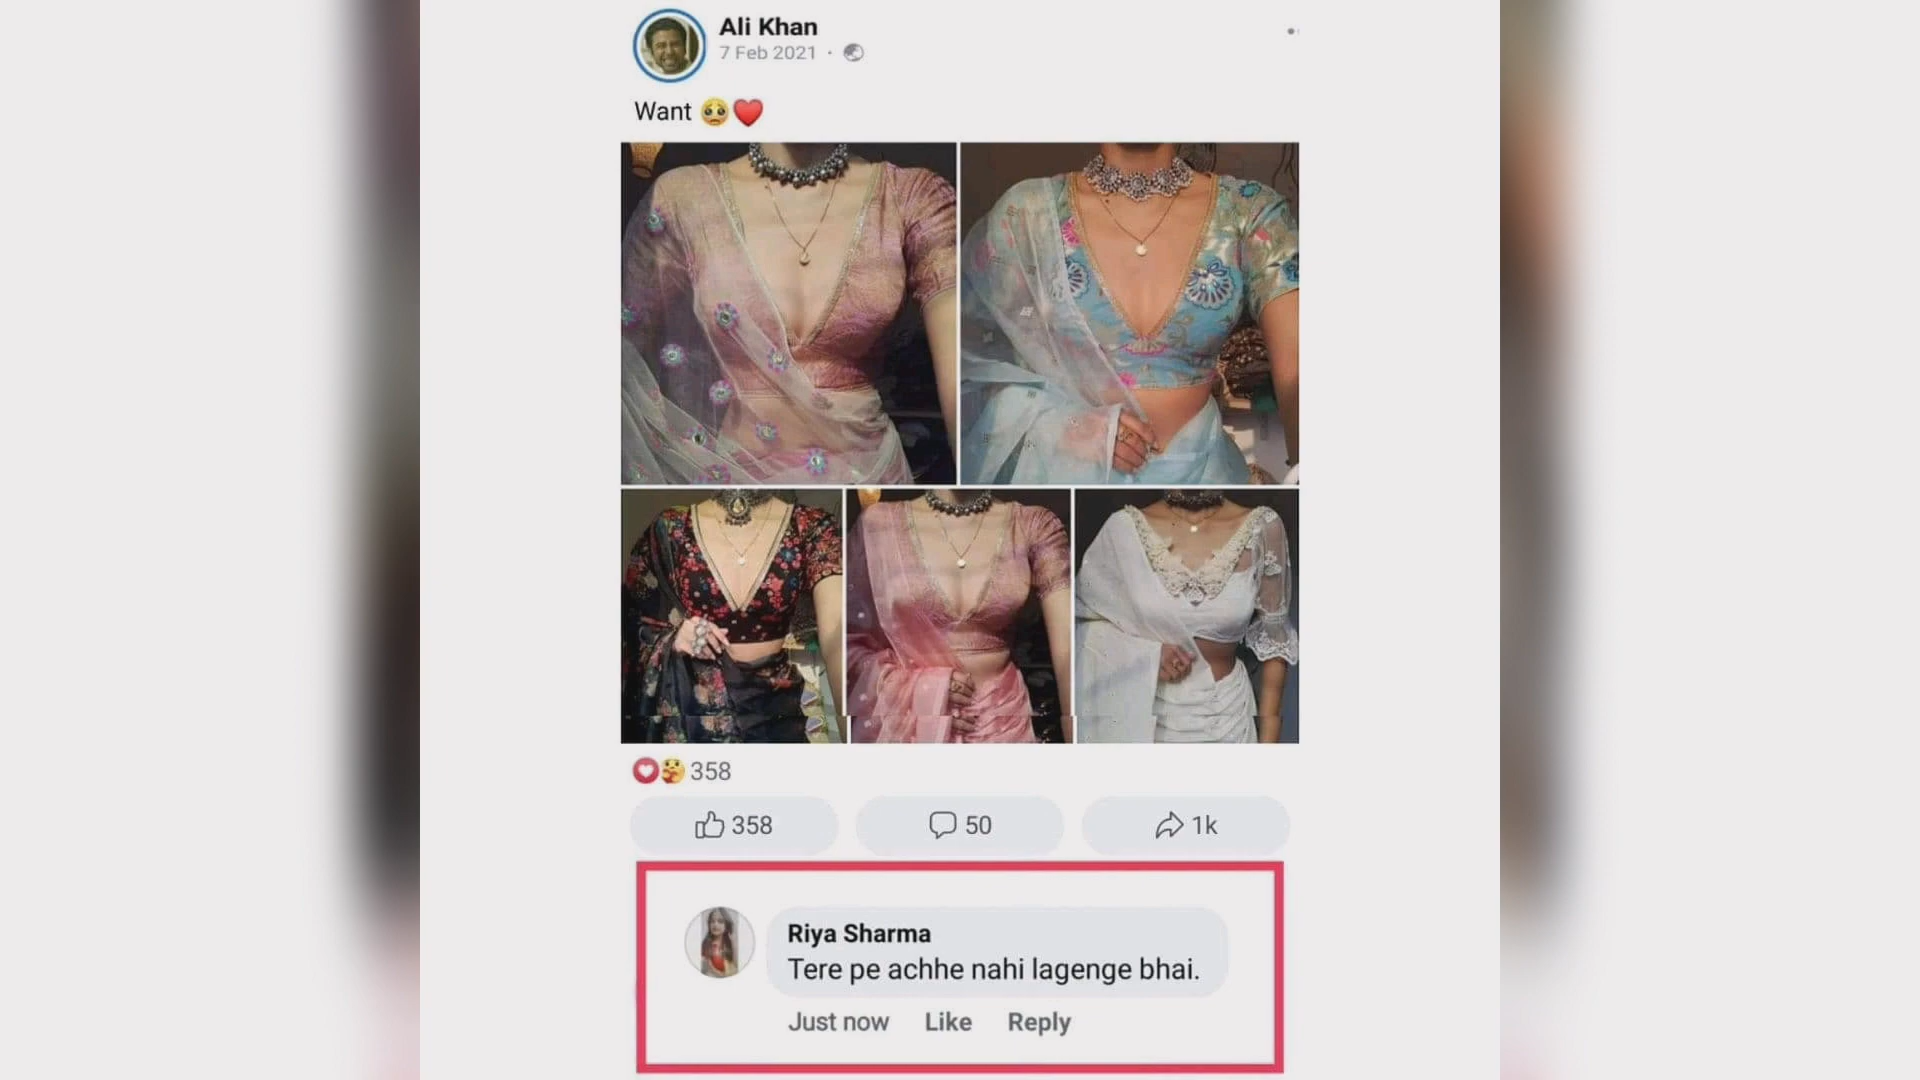 Ali Khan
7 Feb 2021 ·
Want 🥺❤️
358
358
50
1k
Riya Sharma
Tere pe achhe nahi lagenge bhai.
Just now Like Reply